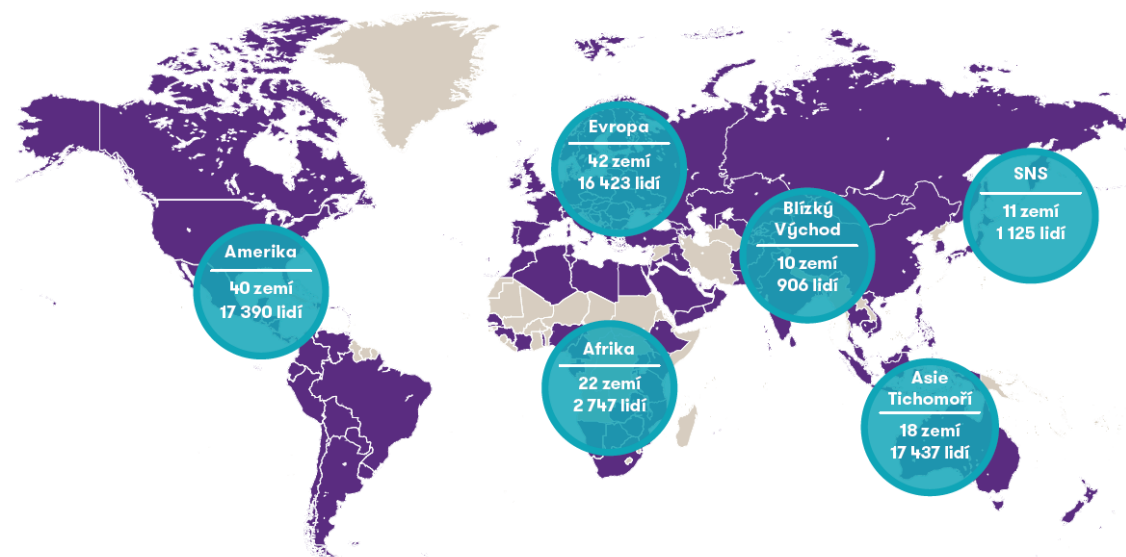 Evropa
42 zemí
16 423 lidí
SNS
11 zemí
1 125 lidí
Blízký
Východ
10 zemí
906 lidí
Amerika
40 zemí
17 390 lidí
Afrika
22 zemí
2 747 lidí
Asie
Tichomoří
18 zemí
17 437 lidí